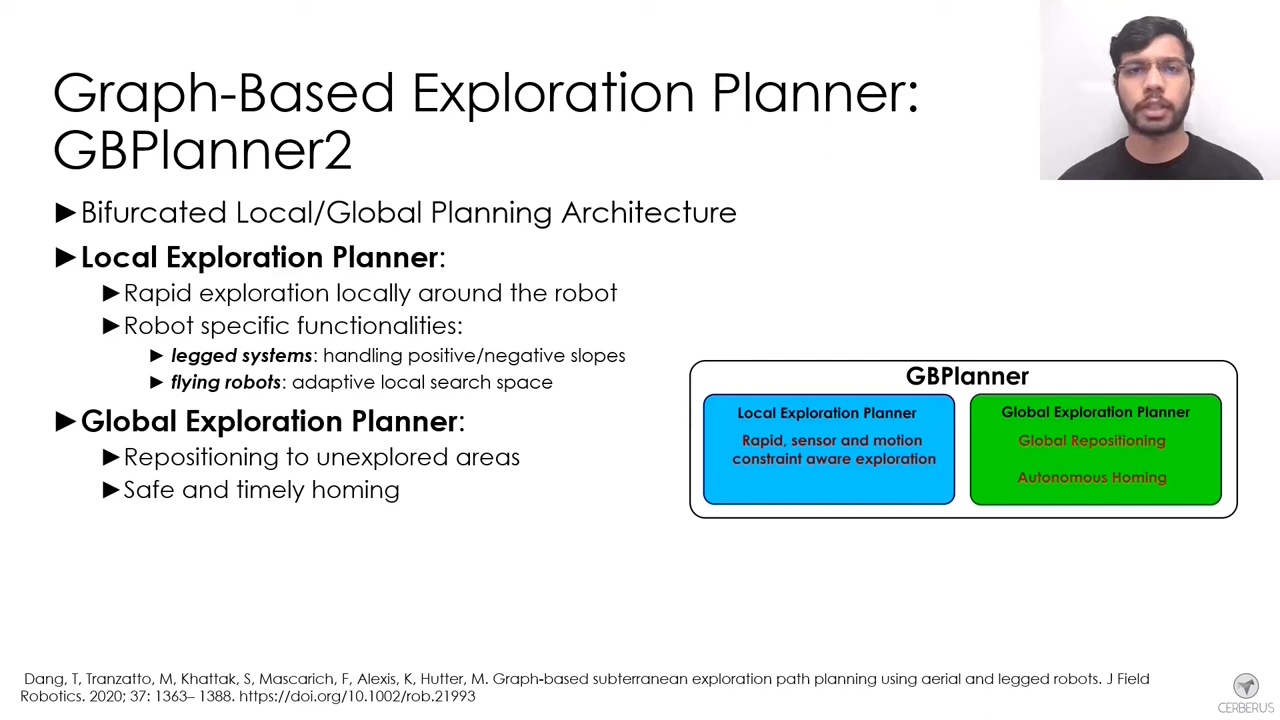 Graph-Based Exploration Planner:
GBPlanner2
►Bifurcated Local/Global Planning Architecture
►Local Exploration Planner:
►Rapid exploration locally around the robot
►Robot specific functionalities:
► legged systems: handling positive/negative slopes
► flying robots: adaptive local search space
►Global Exploration Planner:
►Repositioning to unexplored areas
►Safe and timely homing
GBPlanner
Local Exploration Planner
Rapid, sensor and motion
constraint aware exploration
Global Exploration Planner
Global Repositioning
Autonomous Homing
Dang, T, Tranzatto, M, Khattak, S, Mascarich, F, Alexis, K, Hutter, M. Graph-based subterranean exploration path planning using aerial and legged robots. J Field
Robotics. 2020; 37: 1363– 1388. https://doi.org/10.1002/rob.21993
CERBERUS